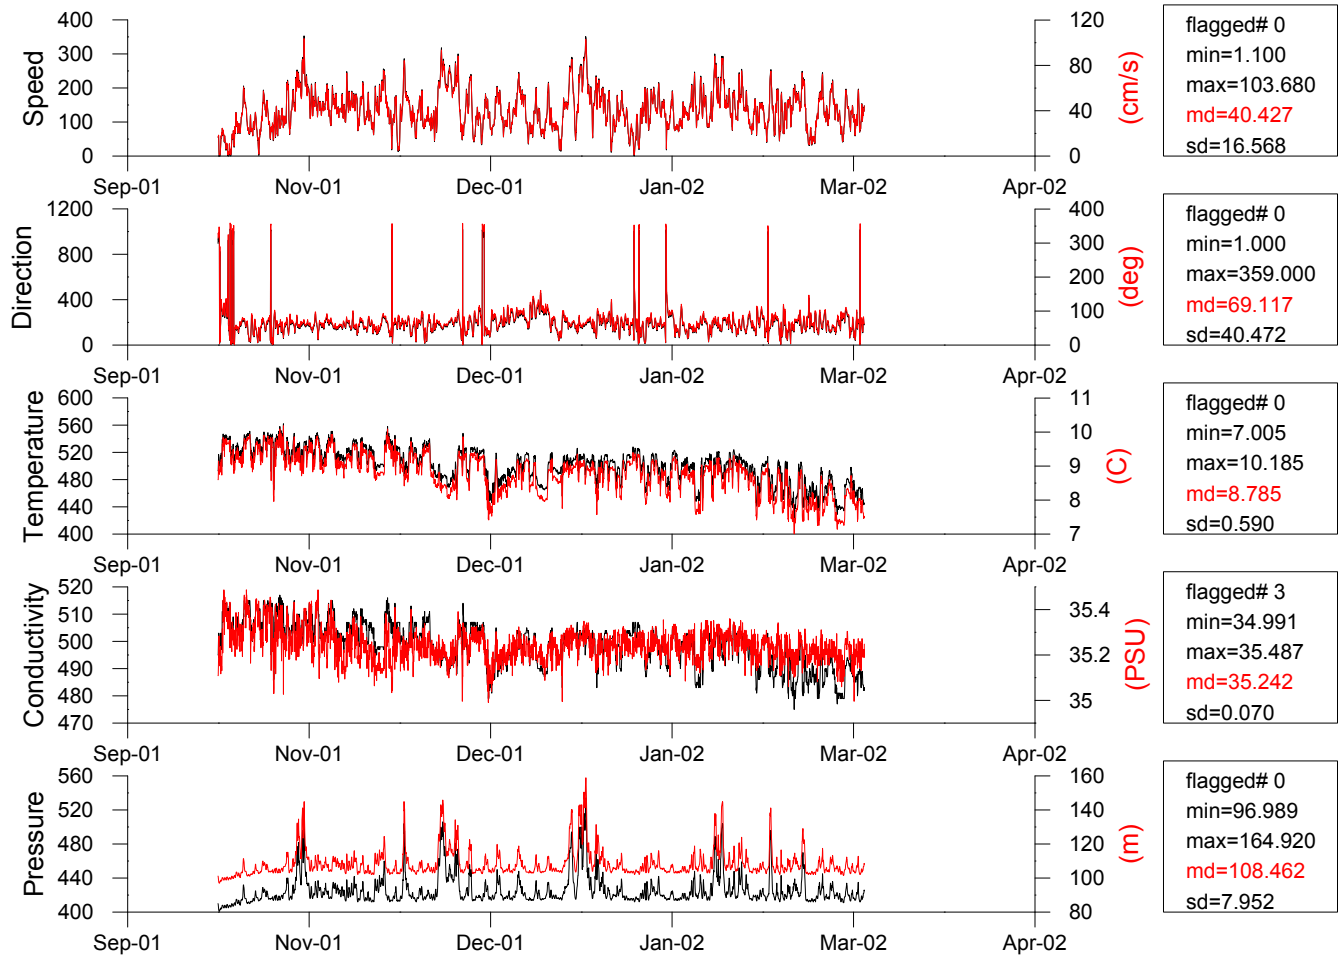 Speed
400
300
200
100
0
120
80
40
0
(cm/s)
Sep-01 Nov-01 Dec-01 Jan-02 Mar-02 Apr-02
flagged# 0
min=1.100
max=103.680
md=40.427
sd=16.568
Direction
1200
800
400
0
400
300
200
100
0
(deg)
Sep-01 Nov-01 Dec-01 Jan-02 Mar-02 Apr-02
flagged# 0
min=1.000
max=359.000
md=69.117
sd=40.472
Temperature
600
560
520
480
440
400
11
10
9
8
7
(C)
Sep-01 Nov-01 Dec-01 Jan-02 Mar-02 Apr-02
flagged# 0
min=7.005
max=10.185
md=8.785
sd=0.590
Conductivity
520
510
500
490
480
470
35.4
35.2
35
(PSU)
Sep-01 Nov-01 Dec-01 Jan-02 Mar-02 Apr-02
flagged# 3
min=34.991
max=35.487
md=35.242
sd=0.070
Pressure
560
520
480
440
400
160
140
120
100
80
(m)
Sep-01 Nov-01 Dec-01 Jan-02 Mar-02 Apr-02
flagged# 0
min=96.989
max=164.920
md=108.462
sd=7.952